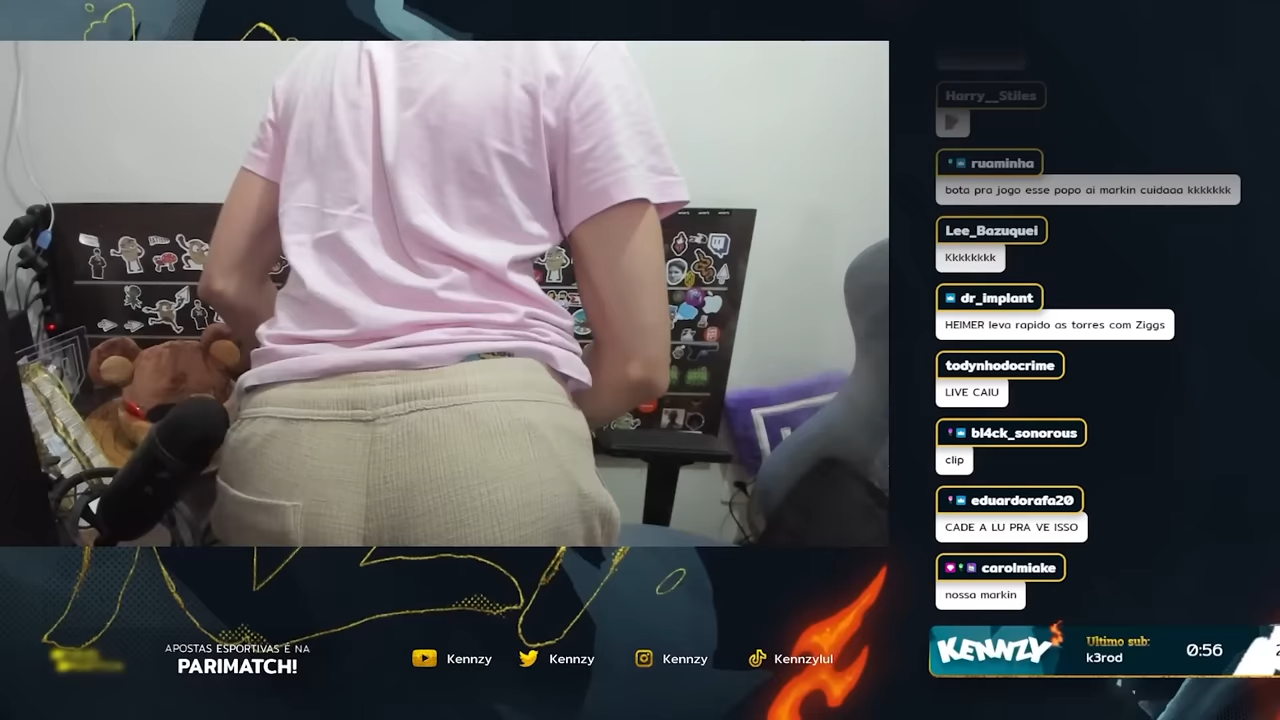 Harry__Stiles
ruaminha
bota pra jogo esse popo ai markin cuidaaa kkkkkkk
Lee_Bazuquei
Kkkkkkkk
dr_implant
HEIMER leva rapido as torres com Ziggs
todynhodocrime
LIVE CAIU
bl4ck_sonorous
clip
eduardorafa20
CADE A LU PRA VE ISSO
carolmiake
nossa markin
APOSTAS ESPORTIVAS É NA
PARIMATCH!
Kennzy
Kennzy
Kennzy
Kennzylul
KENNZY
Ultimo sub:
k3rod
0:56